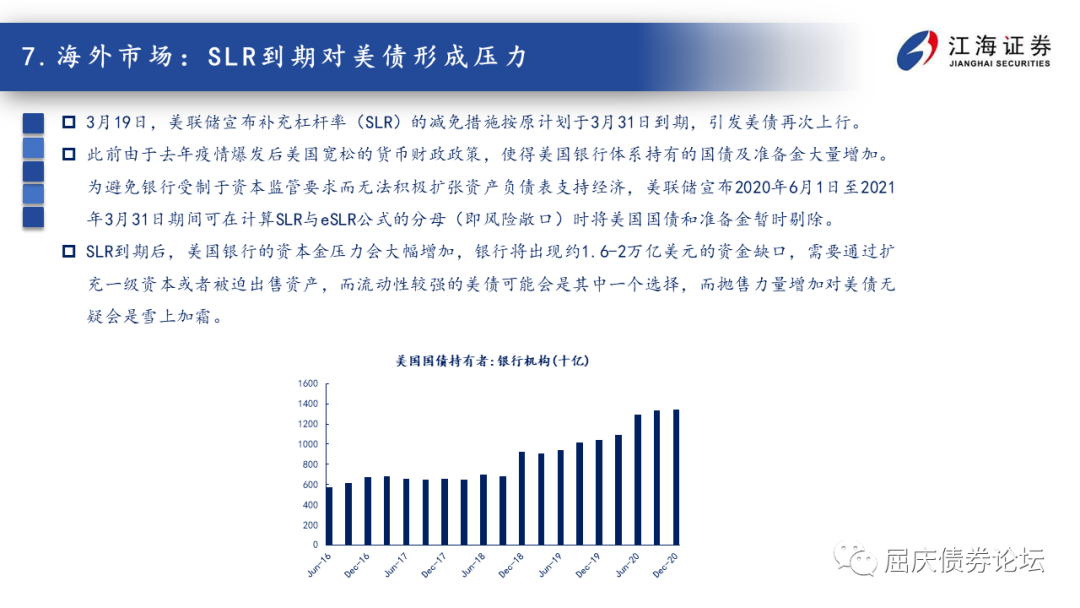 7.海外市场：SLR到期对美债形成压力
江海证券
JIANGHAI SECURITIES
3月19日，美联储宣布补充杠杆率（SLR）的减免措施按原计划于3月31日到期，引发美债再次上行。
此前由于去年疫情爆发后美国宽松的货币财政政策，使得美国银行体系持有的国债及准备金大量增加。
为避免银行受制于资本监管要求而无法积极扩张资产负债表支持经济，美联储宣布2020年6月1日至2021
年3月31日期间可在计算SLR与eSLR公式的分母（即风险敞口）时将美国国债和准备金暂时剔除。
SLR到期后，美国银行的资本金压力会大幅增加，银行将出现约1.6-2万亿美元的资金缺口，需要通过扩
充一级资本或者被迫出售资产，而流动性较强的美债可能会是其中一个选择，而抛售力量增加对美债无
疑会是雪上加霜。
美国国债持有者:银行机构(十亿)
1600
1400
1200
1000
800
600
400
200
0
Jun-16 Dec-16 Jun-17 Dec-17 Jun-18 Dec-18 Jun-19 Dec-19 Jun-20 Dec-20
屈庆债券论坛